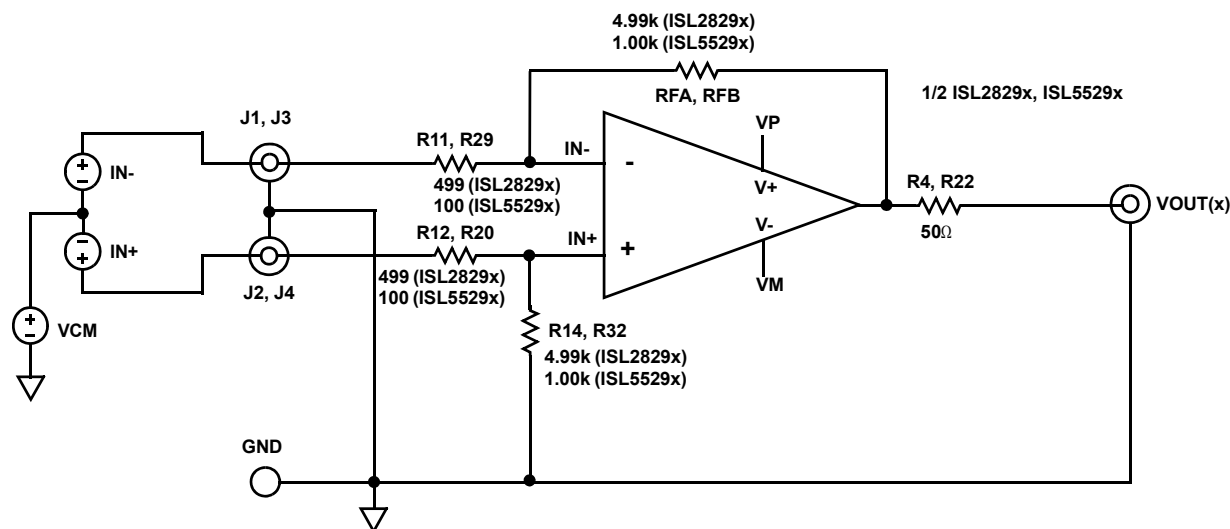 4.99k (ISL2829x)
1.00k (ISL5529x)
RFA, RFB
1/2 ISL2829x, ISL5529x
J1, J3
R11, R29
IN-
-
VP
V+
+
-
IN-
499 (ISL2829x)
100 (ISL5529x)
R4, R22
VOUT(x)
50Ω
-
+
IN+
R12, R20
IN+
+
V-
VM
499 (ISL2829x)
100 (ISL5529x)
J2, J4
+
-
VCM
R14, R32
4.99k (ISL2829x)
1.00k (ISL5529x)
GND